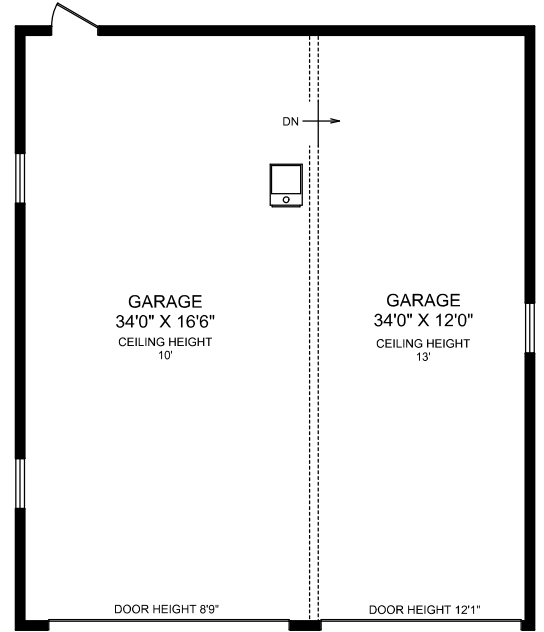 DN
GARAGE
34'0" X 16'6"
CEILING HEIGHT
10'
GARAGE
34'0" X 12'0"
CEILING HEIGHT
13'
DOOR HEIGHT 8'9"
DOOR HEIGHT 12'1"